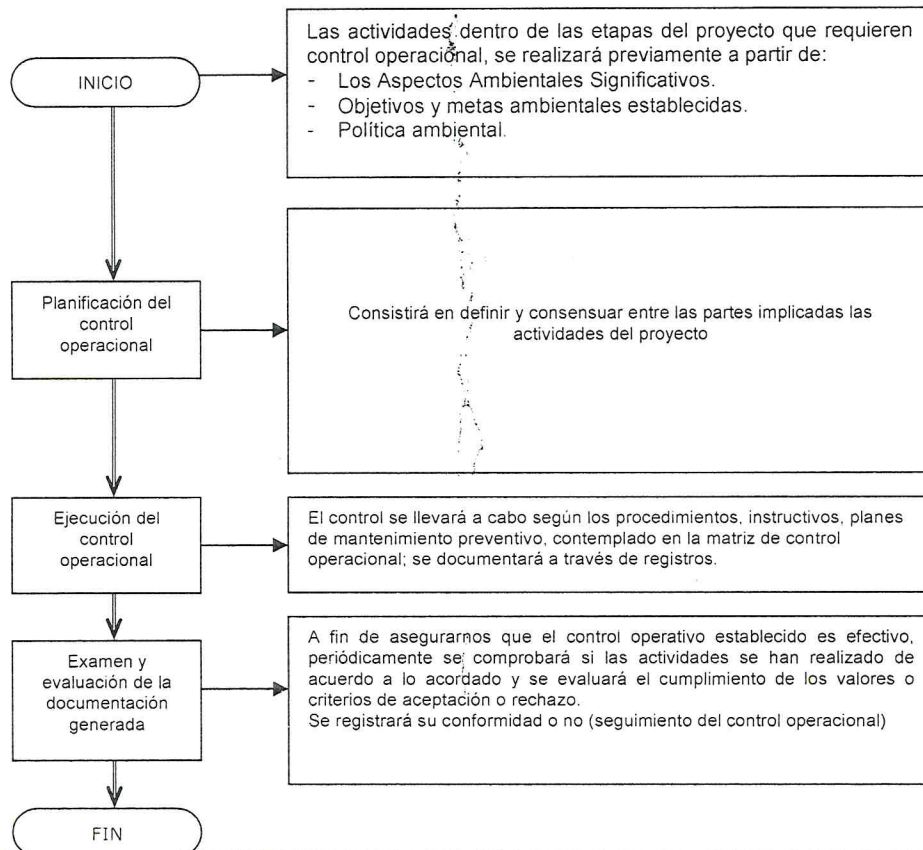 INICIO
Las actividades dentro de las etapas del proyecto que requieren
control operacional, se realizará previamente a partir de:
- Los Aspectos Ambientales Significativos.
- Objetivos y metas ambientales establecidas.
- Política ambiental.
Planificación del
control
operacional
Consistirá en definir y consensuar entre las partes implicadas las
actividades del proyecto
Ejecución del
control
operacional
El control se llevará a cabo según los procedimientos, instructivos, planes
de mantenimiento preventivo, contemplado en la matriz de control
operacional; se documentará a través de registros.
Examen y
evaluación de la
documentación
generada
A fin de asegurarnos que el control operativo establecido es efectivo,
periódicamente se comprobará si las actividades se han realizado de
acuerdo a lo acordado y se evaluará el cumplimiento de los valores o
criterios de aceptación o rechazo.
Se registrará su conformidad o no (seguimiento del control operacional)
FIN